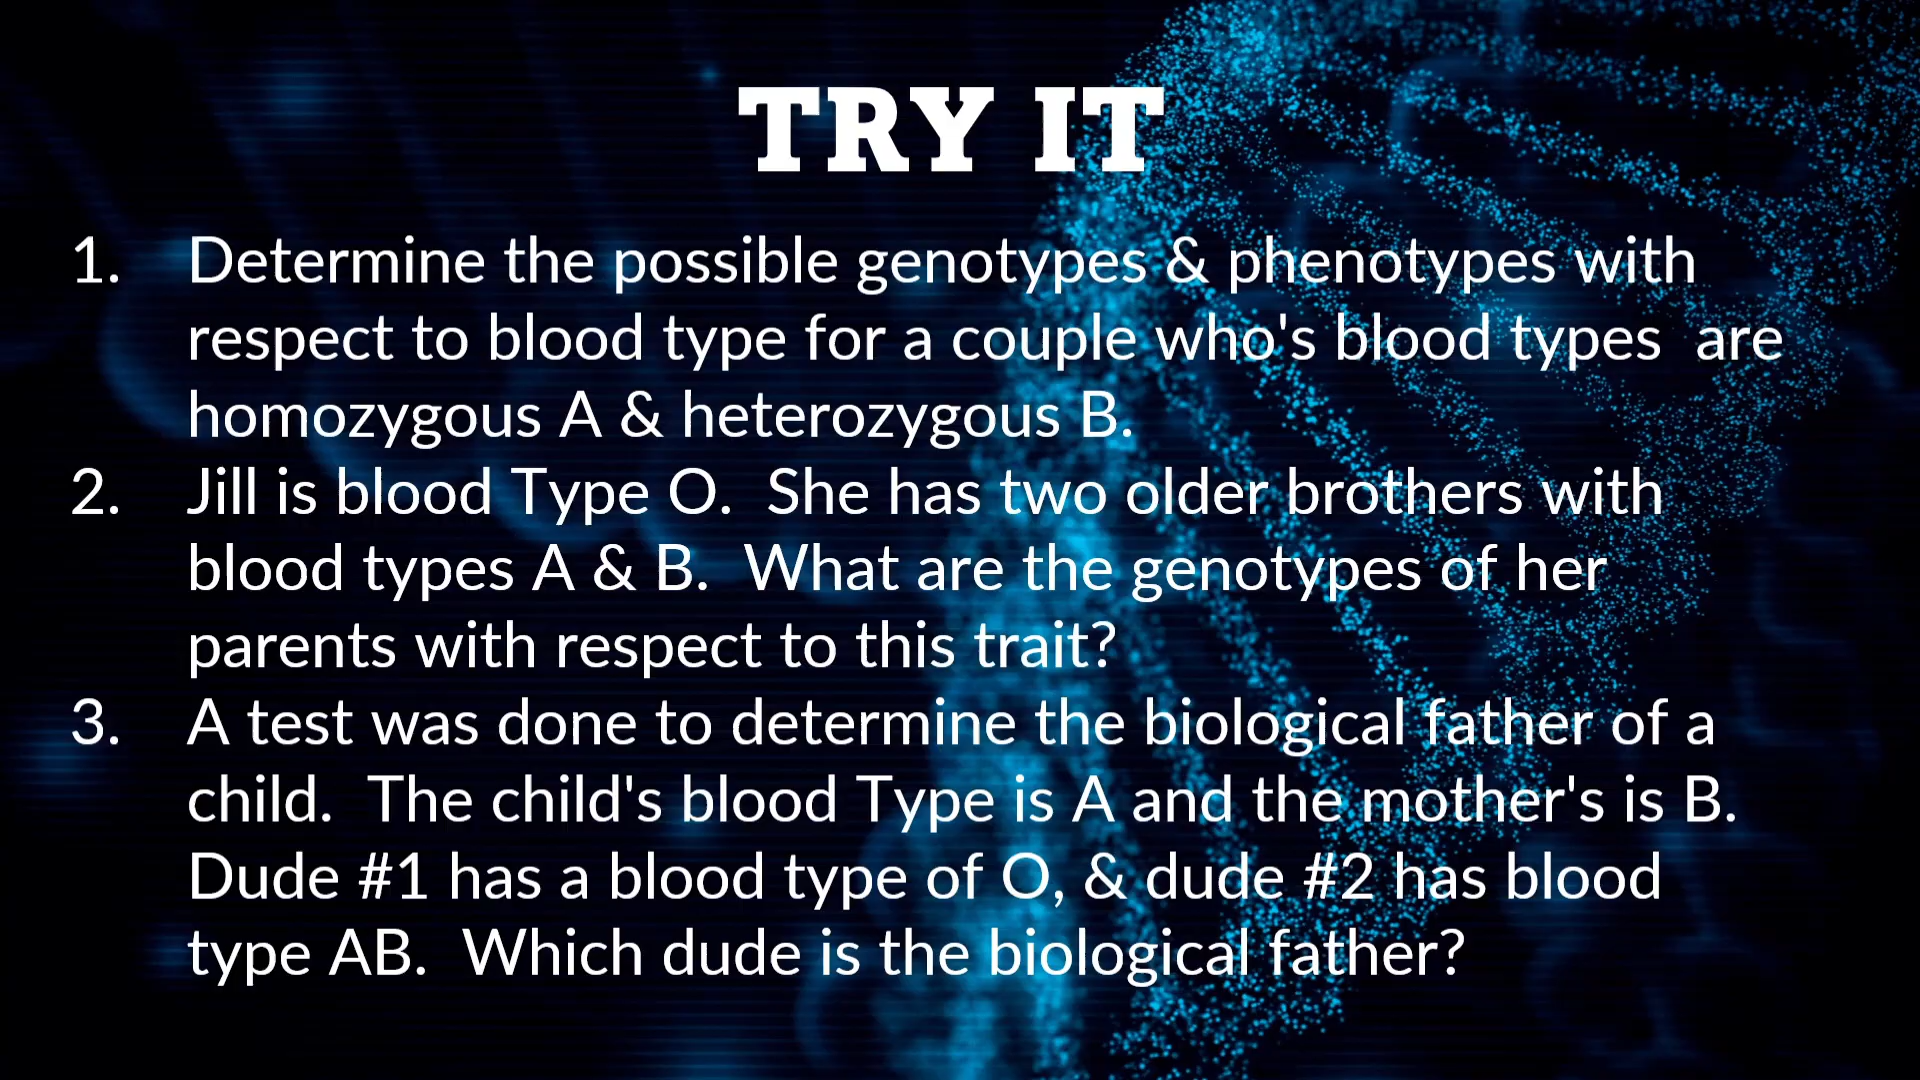 TRY IT
1. Determine the possible genotypes & phenotypes with
respect to blood type for a couple who's blood types  are
homozygous A & heterozygous B.
2. Jill is blood Type O.  She has two older brothers with
blood types A & B.  What are the genotypes of her
parents with respect to this trait?
3. A test was done to determine the biological father of a
child.  The child's blood Type is A and the mother's is B.
Dude #1 has a blood type of O, & dude #2 has blood
type AB.  Which dude is the biological father?